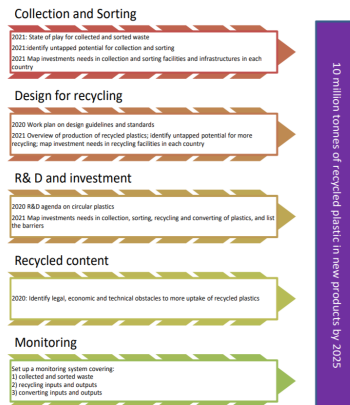 Collection and Sorting
2021: State of play for collected and sorted waste
2021:identify untapped potential for collection and sorting
2021 Map investments needs in collection and sorting facilities and infrastructures in each
country
Design for recycling
2020 Work plan on design guidelines and standards
2021 Overview of production of recycled plastics; Identify untapped potential for more
recycling; map investment needs in recycling facilities in each country
R& D and investment
2020 R&D agenda on circular plastics
2021 Map investments needs in collection, sorting, recycling and converting of plastics, and list
the barriers
Recycled content
2020: Identify legal, economic and technical obstacles to more uptake of recycled plastics
Monitoring
Set up a monitoring system covering:
1) collected and sorted waste
2) recycling inputs and outputs
3) converting inputs and outputs
10 million tonnes of recycled plastic in new products by 2025